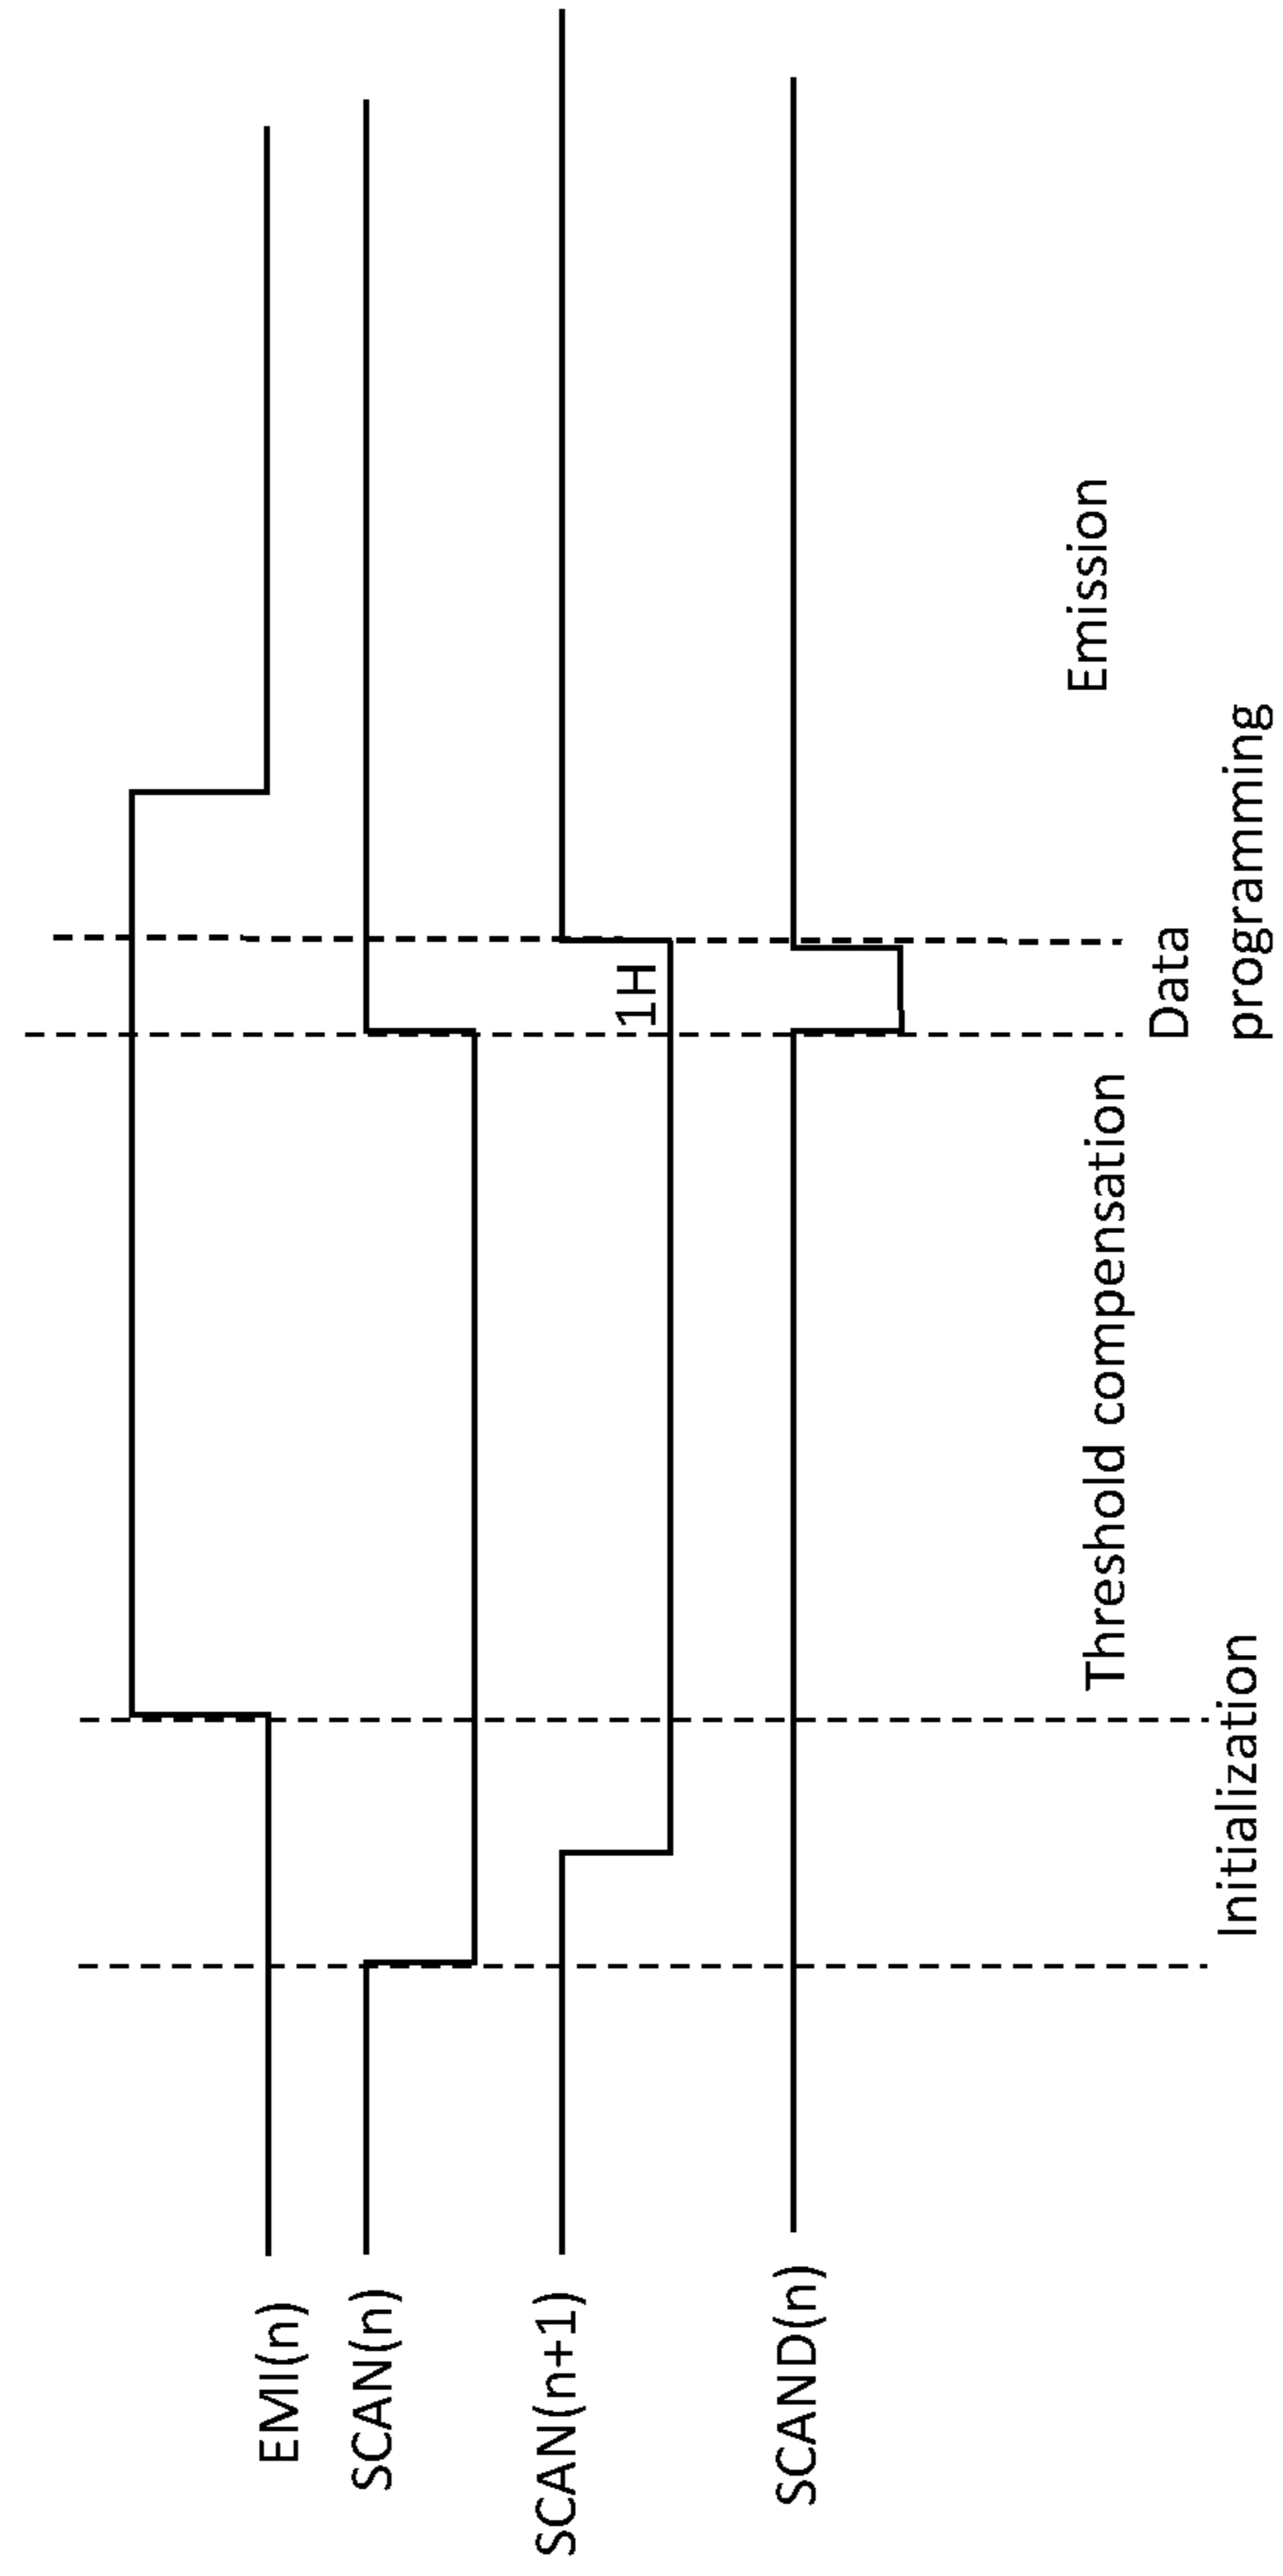 EMI(n)
SCAN(n)
SCAN(n+1)
1H
SCAND(n)
Initialization
Threshold compensation
Data
programming
Emission